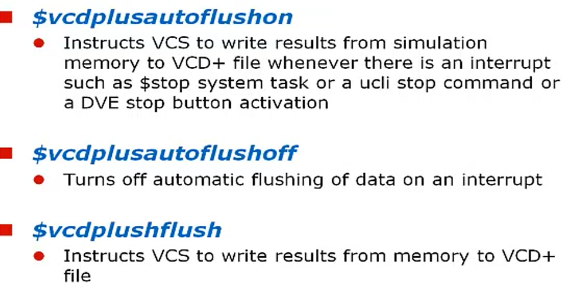 $vcdplusautoflushon
Instructs VCS to write results from simulation
memory to VCD+ file whenever there is an interrupt
such as $stop system task or a ucli stop command or
a DVE stop button activation
$vcdplusautoflushoff
Turns off automatic flushing of data on an interrupt
$vcdplushflush
Instructs VCS to write results from memory to VCD+
file